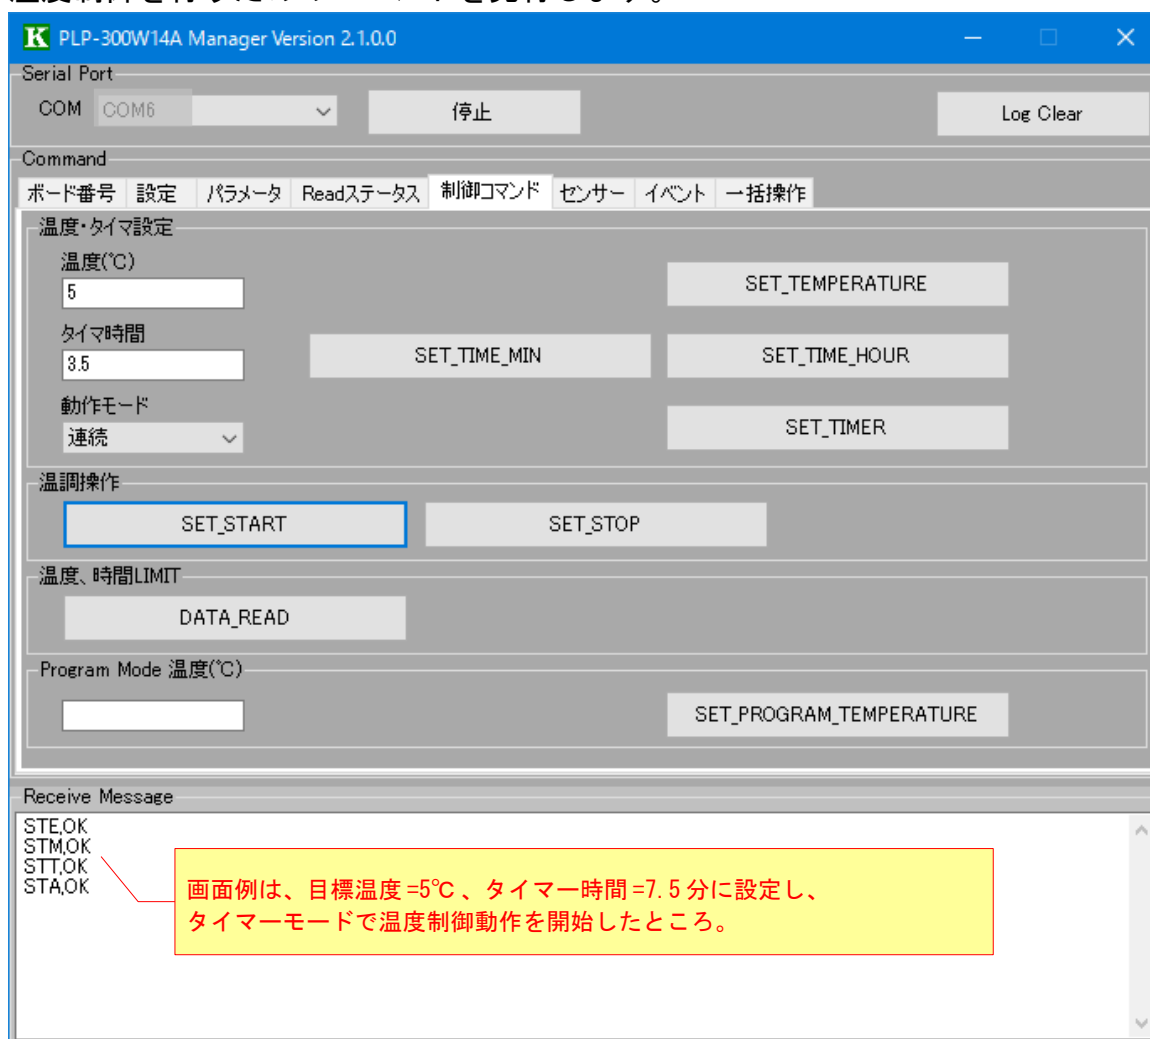 PLP-300W14A Manager Version 2.1.0.0
Serial Port
COM COM6 停止 Log Clear
Command
ボード番号 設定 パラメータ Readステータス 制御コマンド センサー イベント 一括操作
温度・タイマ設定
温度(℃)
5 SET_TEMPERATURE
タイマ時間
3.5 SET_TIME_MIN SET_TIME_HOUR
動作モード
連続 SET_TIMER
温調操作
SET_START SET_STOP
温度、時間LIMIT
DATA_READ
Program Mode 温度(℃)
SET_PROGRAM_TEMPERATURE
Receive Message
STE,OK
STM,OK
STT,OK
STA,OK
画面例は、目標温度=5℃、タイマー時間=7.5分に設定し、
タイマーモードで温度制御動作を開始したところ。